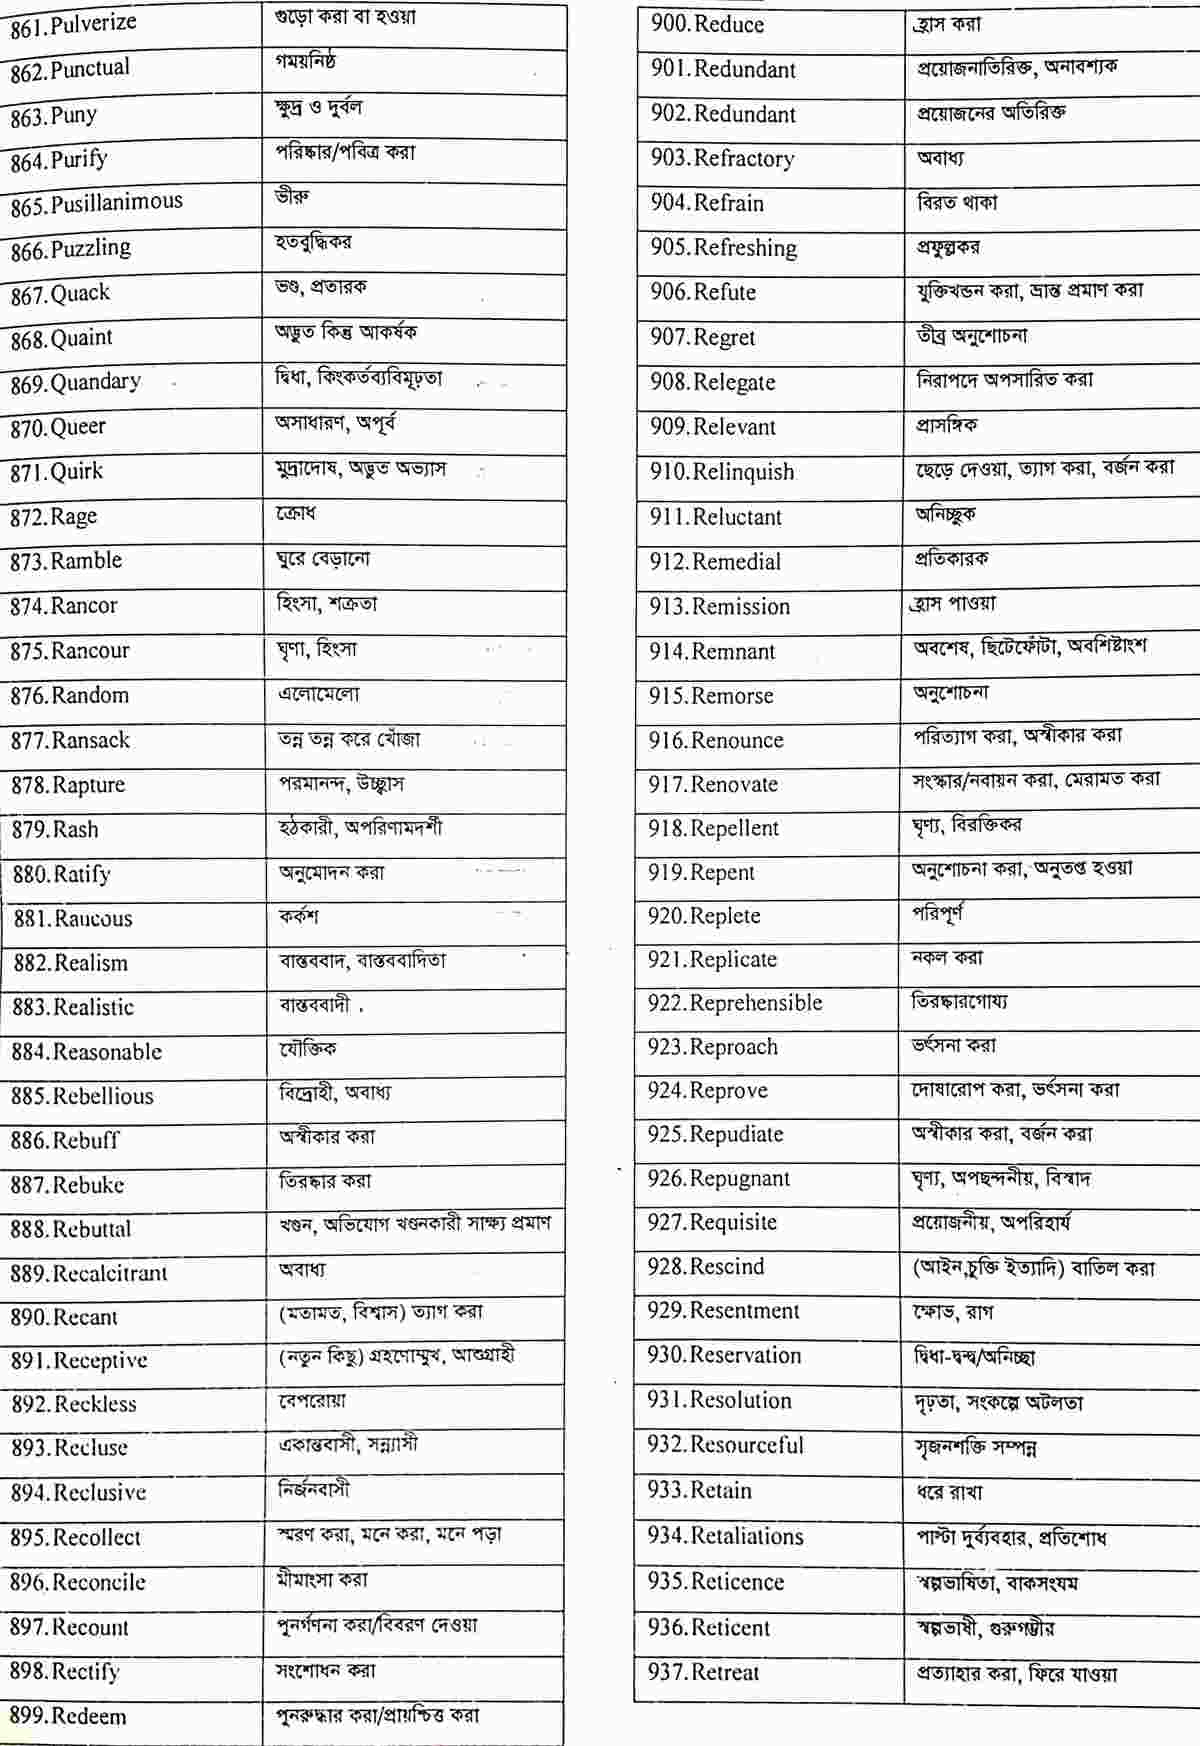 861.Pulverize গুড়ো করা বা হওয়া
862.Punctual গময়নিষ্ঠ
863.Puny ক্ষুদ্র ও দুর্বল
864.Purify পরিষ্কার/পবিত্র করা
865.Pusillanimous ভীরু
866.Puzzling হতবুদ্ধিকর
867.Quack ভণ্ড, প্রতারক
868.Quaint অদ্ভুত কিন্তু আকর্ষক
869.Quandary দ্বিধা, কিংকর্তব্যবিমূঢ়তা
870.Queer অসাধারণ, অপূর্ব
871.Quirk মুদ্রাদোষ, অদ্ভুত অভ্যাস
872.Rage ক্রোধ
873.Ramble ঘুরে বেড়ানো
874.Rancor হিংসা, শত্রুতা
875.Rancour ঘৃণা, হিংসা
876.Random এলোমেলো
877.Ransack তন্ন তন্ন করে খোঁজা
878.Rapture পরমানন্দ, উচ্ছ্বাস
879.Rash হঠকারী, অপরিণামদর্শী
880.Ratify অনুমোদন করা
881.Raucous কর্কশ
882.Realism বাস্তববাদ, বাস্তববাদিতা
883.Realistic বাস্তববাদী
884.Reasonable যৌক্তিক
885.Rebellious বিদ্রোহী, অবাধ্য
886.Rebuff অস্বীকার করা
887.Rebuke তিরষ্কার করা
888.Rebuttal খণ্ডন, অভিযোগ খণ্ডনকারী সাক্ষ্য প্রমাণ
889.Recalcitrant অবাধ্য
890.Recant (মতামত, বিশ্বাস) ত্যাগ করা
891.Receptive (নতুন কিছু) গ্রহণোম্মুখ, আশুগ্রাহী
892.Reckless বেপরোয়া
893.Recluse একান্তবাসী, সন্ন্যাসী
894.Reclusive নির্জনবাসী
895.Recollect স্মরণ করা, মনে করা, মনে পড়া
896.Reconcile মীমাংসা করা
897.Recount পুনর্গণনা করা/বিবরণ দেওয়া
898.Rectify সংশোধন করা
899.Redeem পুনরুদ্ধার করা/প্রায়শ্চিত্ত করা
900.Reduce হ্রাস করা
901.Redundant প্রয়োজনাতিরিক্ত, অনাবশ্যক
902.Redundant প্রয়োজনের অতিরিক্ত
903.Refractory অবাধ্য
904.Refrain বিরত থাকা
905.Refreshing প্রফুল্লকর
906.Refute যুক্তিখন্ডন করা, ভ্রান্ত প্রমাণ করা
907.Regret তীব্র অনুশোচনা
908.Relegate নিরাপদে অপসারিত করা
909.Relevant প্রাসঙ্গিক
910.Relinquish ছেড়ে দেওয়া, ত্যাগ করা, বর্জন করা
911.Reluctant অনিচ্ছুক
912.Remedial প্রতিকারক
913.Remission হ্রাস পাওয়া
914.Remnant অবশেষ, ছিটেফোঁটা, অবশিষ্টাংশ
915.Remorse অনুশোচনা
916.Renounce পরিত্যাগ করা, অস্বীকার করা
917.Renovate সংস্কার/নবায়ন করা, মেরামত করা
918.Repellent ঘৃণ্য, বিরক্তিকর
919.Repent অনুশোচনা করা, অনুতপ্ত হওয়া
920.Replete পরিপূর্ণ
921.Replicate নকল করা
922.Reprehensible তিরষ্কারগোয্য
923.Reproach ভর্ৎসনা করা
924.Reprove দোষারোপ করা, ভর্ৎসনা করা
925.Repudiate অস্বীকার করা, বর্জন করা
926.Repugnant ঘৃণ্য, অপছন্দনীয়, বিস্বাদ
927.Requisite প্রয়োজনীয়, অপরিহার্য
928.Rescind (আইন,চুক্তি ইত্যাদি) বাতিল করা
929.Resentment ক্ষোভ, রাগ
930.Reservation দ্বিধা-দ্বন্দ্ব/অনিচ্ছা
931.Resolution দৃঢ়তা, সংকল্পে অটলতা
932.Resourceful সৃজনশক্তি সম্পন্ন
933.Retain ধরে রাখা
934.Retaliations পাল্টা দুর্ব্যবহার, প্রতিশোধ
935.Reticence স্বল্পভাষিতা, বাকসংযম
936.Reticent স্বল্পভাষী, গুরুগম্ভীর
937.Retreat প্রত্যাহার করা, ফিরে যাওয়া